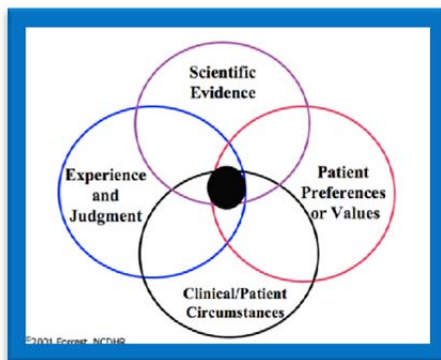 Scientific
Evidence
Experience
and
Judgment
Patient
Preferences
or Values
Clinical/Patient
Circumstances
©2001 Forrest, NCDHR